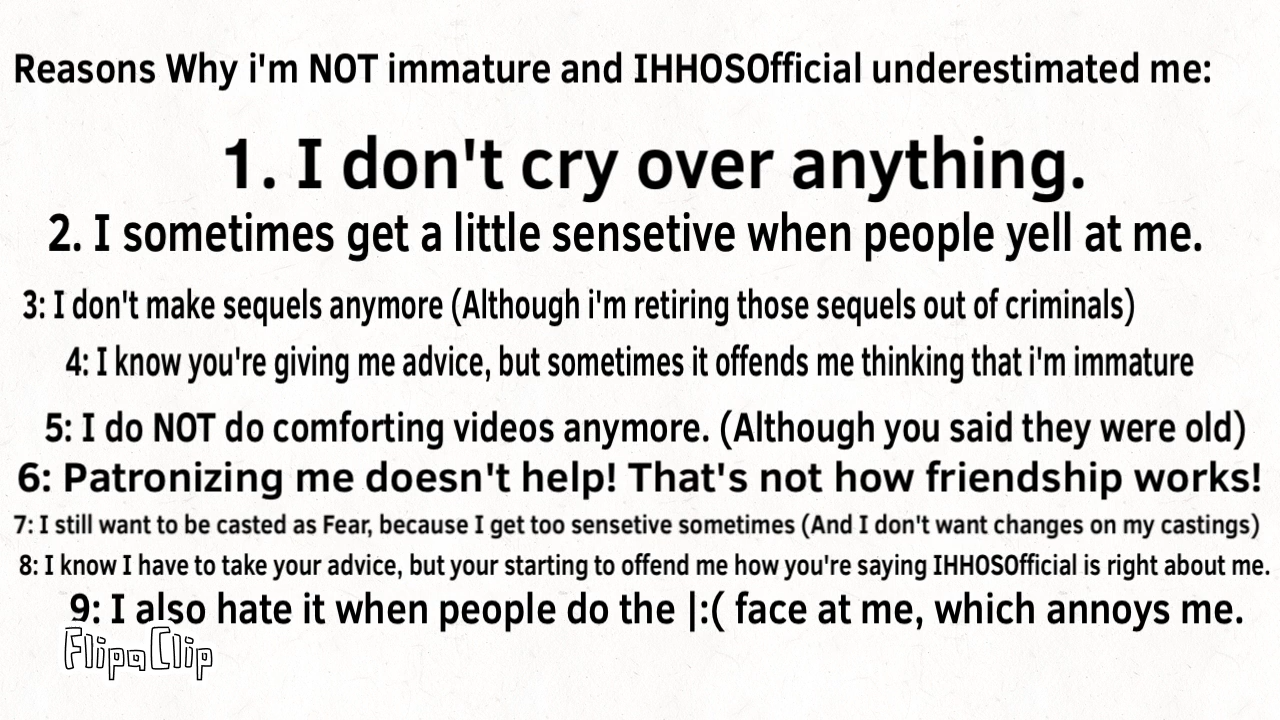 Reasons Why i'm NOT immature and IHHOSOfficial underestimated me:
1. I don't cry over anything.
2. I sometimes get a little sensetive when people yell at me.
3: I don't make sequels anymore (Although i'm retiring those sequels out of criminals)
4: I know you're giving me advice, but sometimes it offends me thinking that i'm immature
5: I do NOT do comforting videos anymore. (Although you said they were old)
6: Patronizing me doesn't help! That's not how friendship works!
7: I still want to be casted as Fear, because I get too sensetive sometimes (And I don't want changes on my castings)
8: I know I have to take your advice, but your starting to offend me how you're saying IHHOSOfficial is right about me.
9: I also hate it when people do the |:( face at me, which annoys me.
FlipaClip